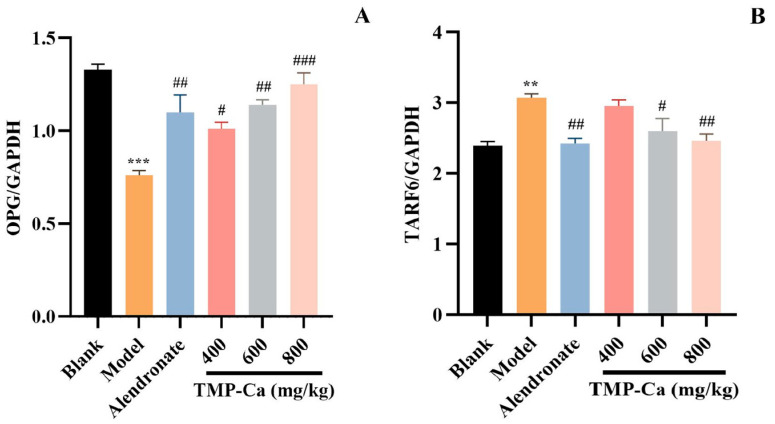 A
OPG/GAPDH
1.5
1.0
0.5
0.0
***
##
#
##
###
Blank
Model
Alendronate
400
600
800
TMP-Ca (mg/kg)
B
TARF6/GAPDH
4
3
2
1
0
**
##
#
##
Blank
Model
Alendronate
400
600
800
TMP-Ca (mg/kg)